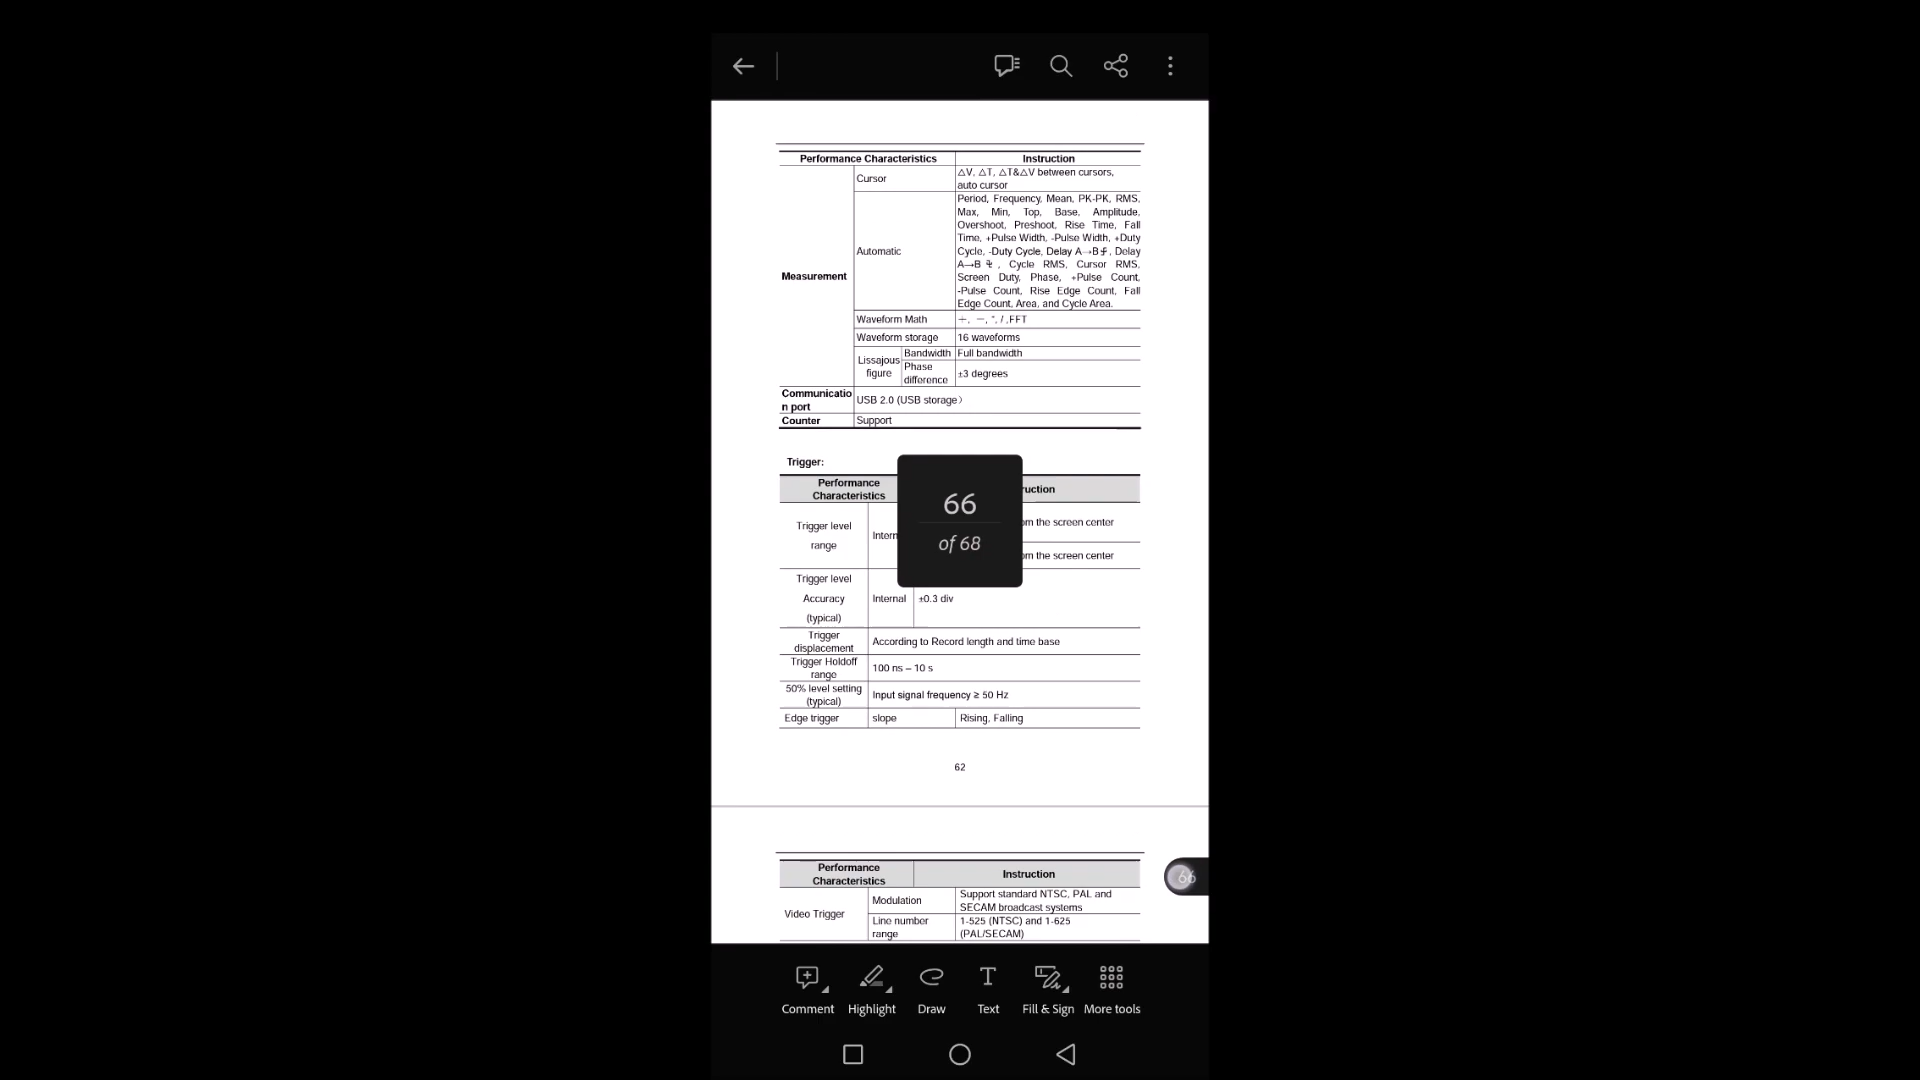 Performance Characteristics Instruction
Measurement
Cursor
△V, △T, △T&△V between cursors,
auto cursor
Automatic
Period, Frequency, Mean, PK-PK, RMS,
Max, Min, Top, Base, Amplitude,
Overshoot, Preshoot, Rise Time, Fall
Time, +Pulse Width, -Pulse Width, +Duty
Cycle, -Duty Cycle, Delay A→B, Delay
A→B , Cycle RMS, Cursor RMS,
Screen Duty, Phase, +Pulse Count,
-Pulse Count, Rise Edge Count, Fall
Edge Count, Area, and Cycle Area.
Waveform Math
+, −, *, / ,FFT
Waveform storage 16 waveforms
Lissajous
figure
Bandwidth Full bandwidth
Phase
difference
±3 degrees
Communicatio
n port
USB 2.0 (USB storage)
Counter Support
Trigger:
Performance
Characteristics
ruction
Trigger level
range
Intern
om the screen center
om the screen center
Trigger level
Accuracy
(typical)
Internal ±0.3 div
Trigger
displacement
According to Record length and time base
Trigger Holdoff
range
100 ns – 10 s
50% level setting
(typical)
Input signal frequency ≥ 50 Hz
Edge trigger slope Rising, Falling
66
of 68
62
Performance
Characteristics
Instruction
Video Trigger
Modulation
Support standard NTSC, PAL and
SECAM broadcast systems
Line number
range
1-525 (NTSC) and 1-625
(PAL/SECAM)
66
Comment Highlight Draw Text Fill & Sign More tools